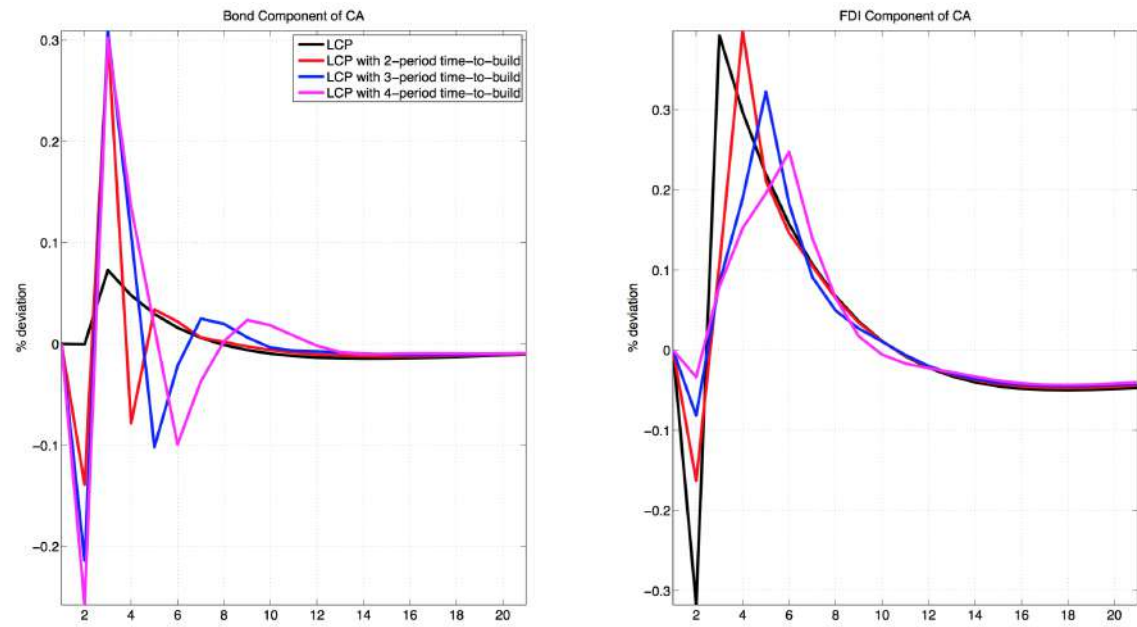 Bond Component of CA
0.3
0.2
0.1
0
−0.1
−0.2
% deviation
LCP
LCP with 2−period time−to−build
LCP with 3−period time−to−build
LCP with 4−period time−to−build
2 4 6 8 10 12 14 16 18 20
FDI Component of CA
0.3
0.2
0.1
0
−0.1
−0.2
−0.3
% deviation
2 4 6 8 10 12 14 16 18 20